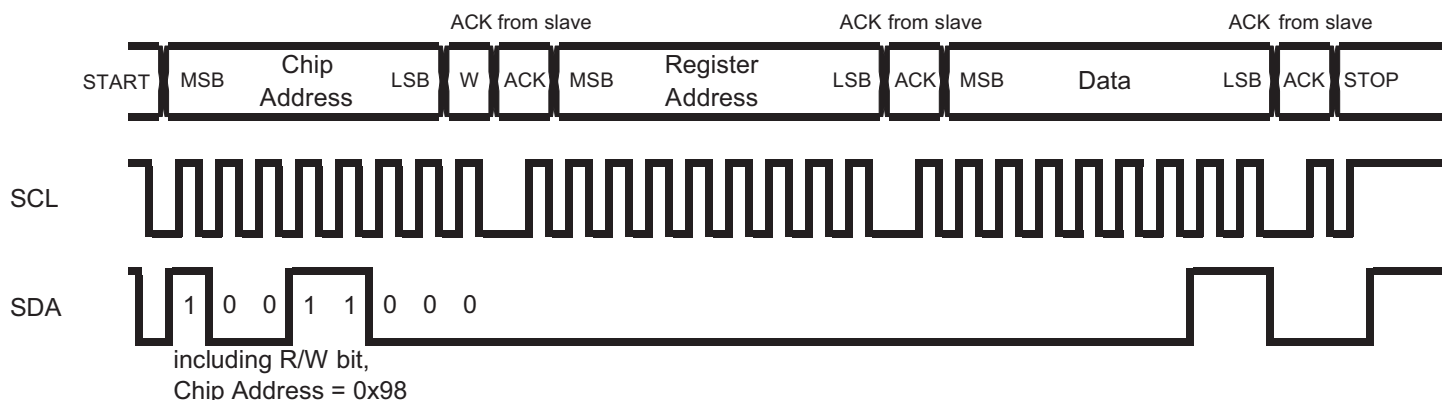 ACK from slave ACK from slave ACK from slave
START MSB Chip Address LSB W ACK MSB Register Address LSB ACK MSB Data LSB ACK STOP
SCL
SDA 1 0 0 1 1 0 0 0
including R/W bit,
Chip Address = 0x98